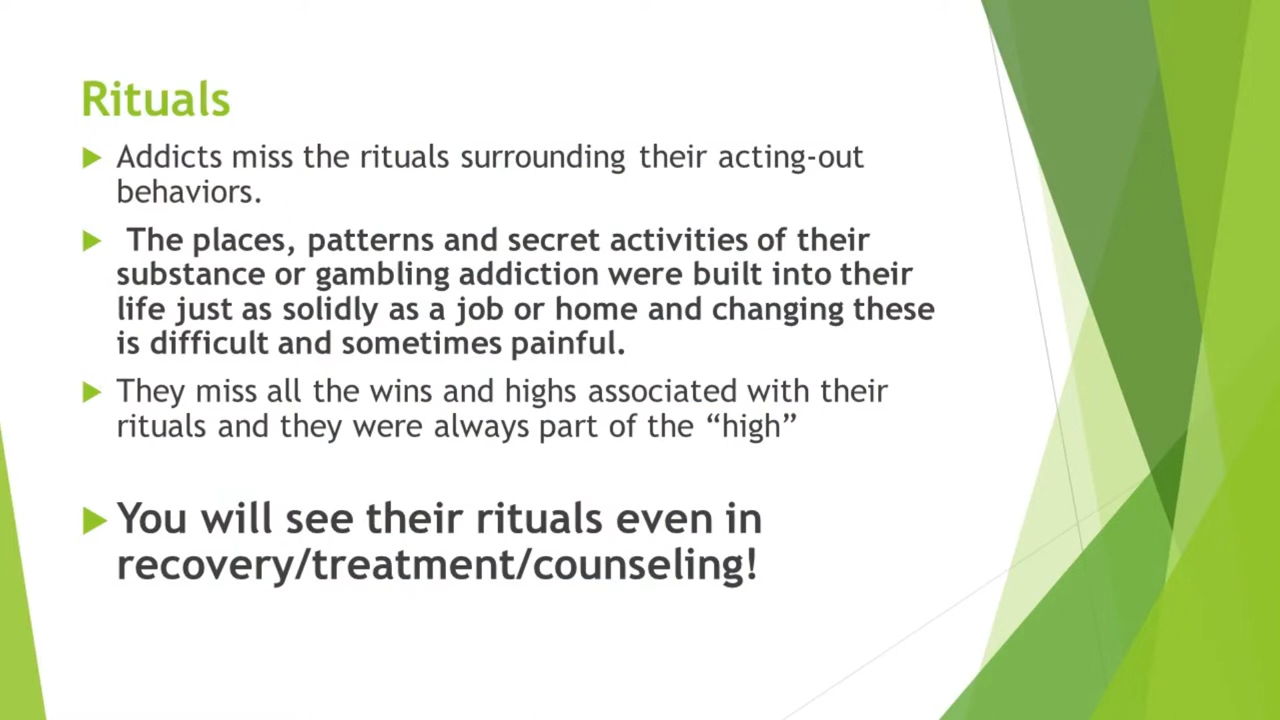 Rituals
Addicts miss the rituals surrounding their acting-out
behaviors.
The places, patterns and secret activities of their
substance or gambling addiction were built into their
life just as solidly as a job or home and changing these
is difficult and sometimes painful.
They miss all the wins and highs associated with their
rituals and they were always part of the “high”
You will see their rituals even in
recovery/treatment/counseling!